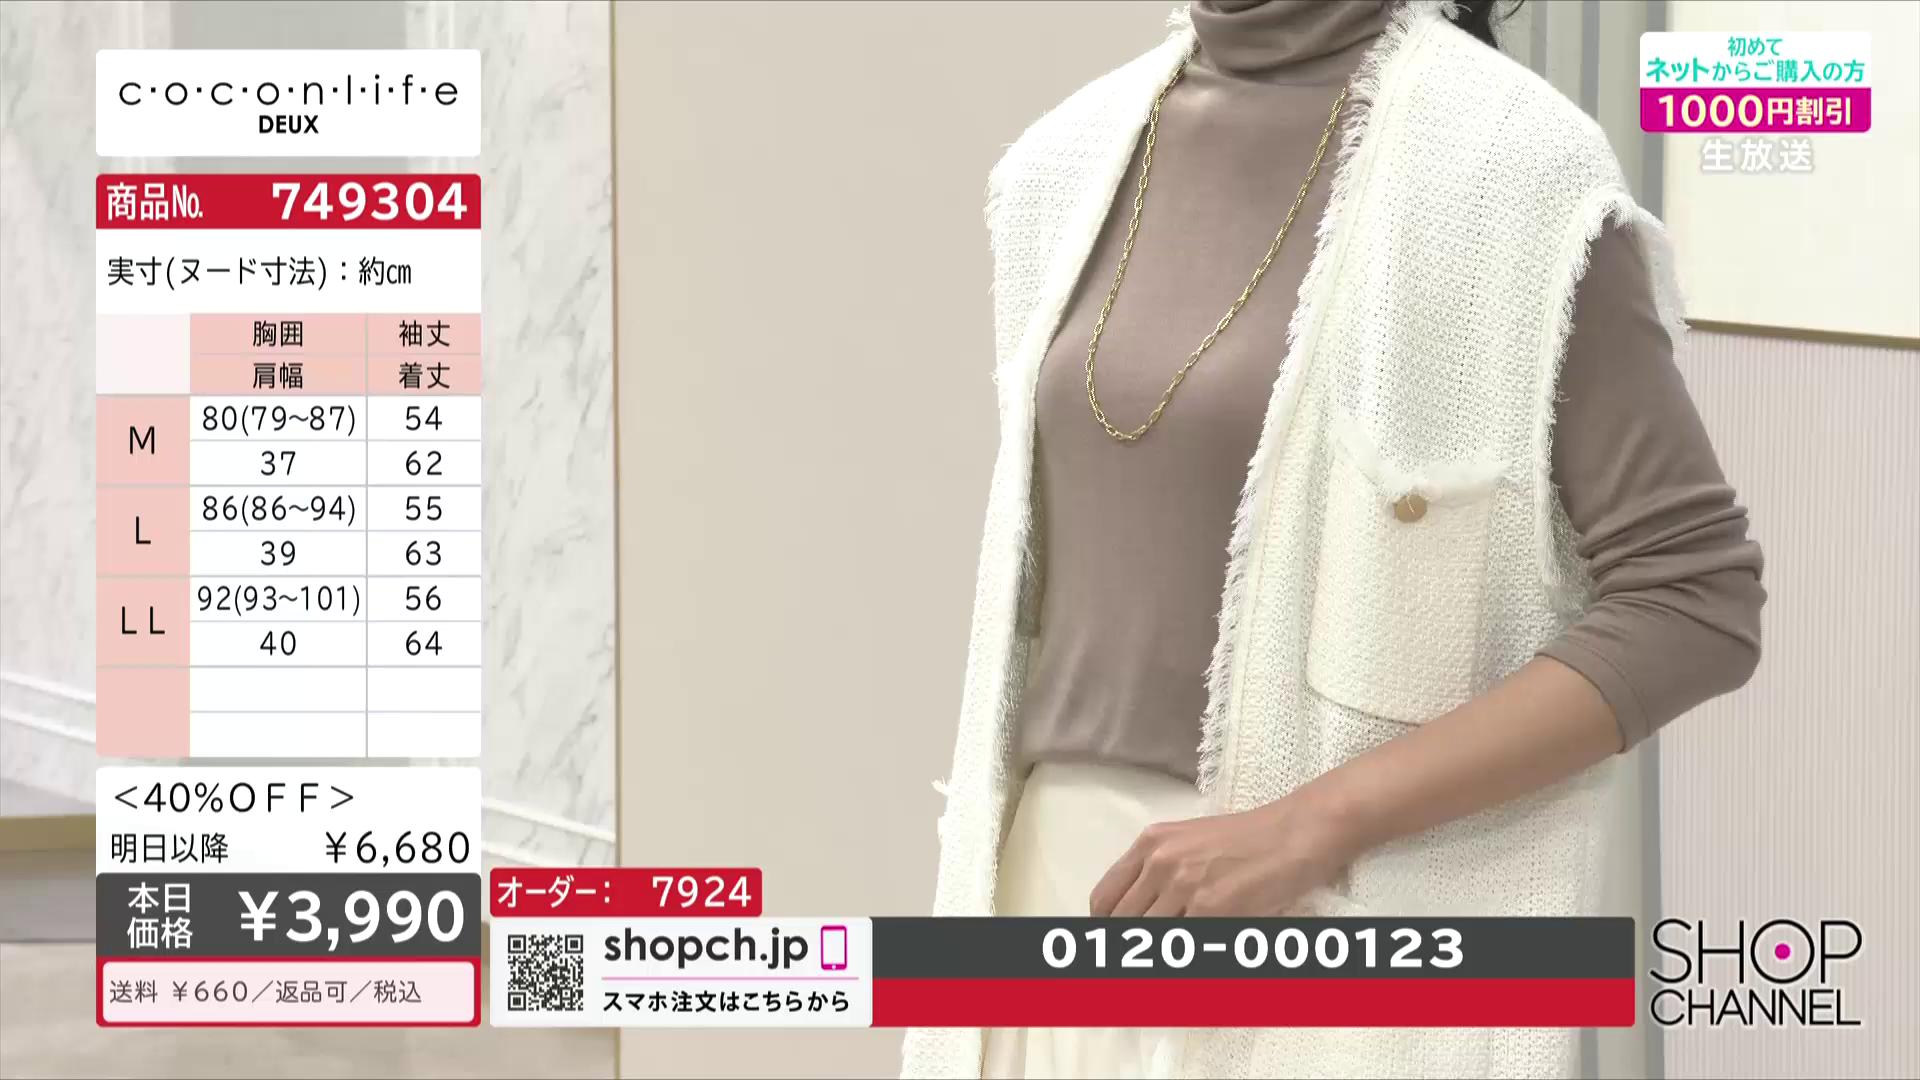 c·o·c·o·n·l·i·f·e
DEUX
商品№ 749304
実寸(ヌード寸法)：約㎝
胸囲 袖丈
肩幅 着丈
M 80(79~87) 54
37 62
L 86(86~94) 55
39 63
LL 92(93~101) 56
40 64
<40%OFF>
明日以降 ¥6,680
本日価格 ¥3,990
送料 ¥660／返品可／税込
オーダー： 7924
shopch.jp
スマホ注文はこちらから
0120-000123
初めて
ネットからご購入の方
1000円割引
生放送
SHOP
CHANNEL